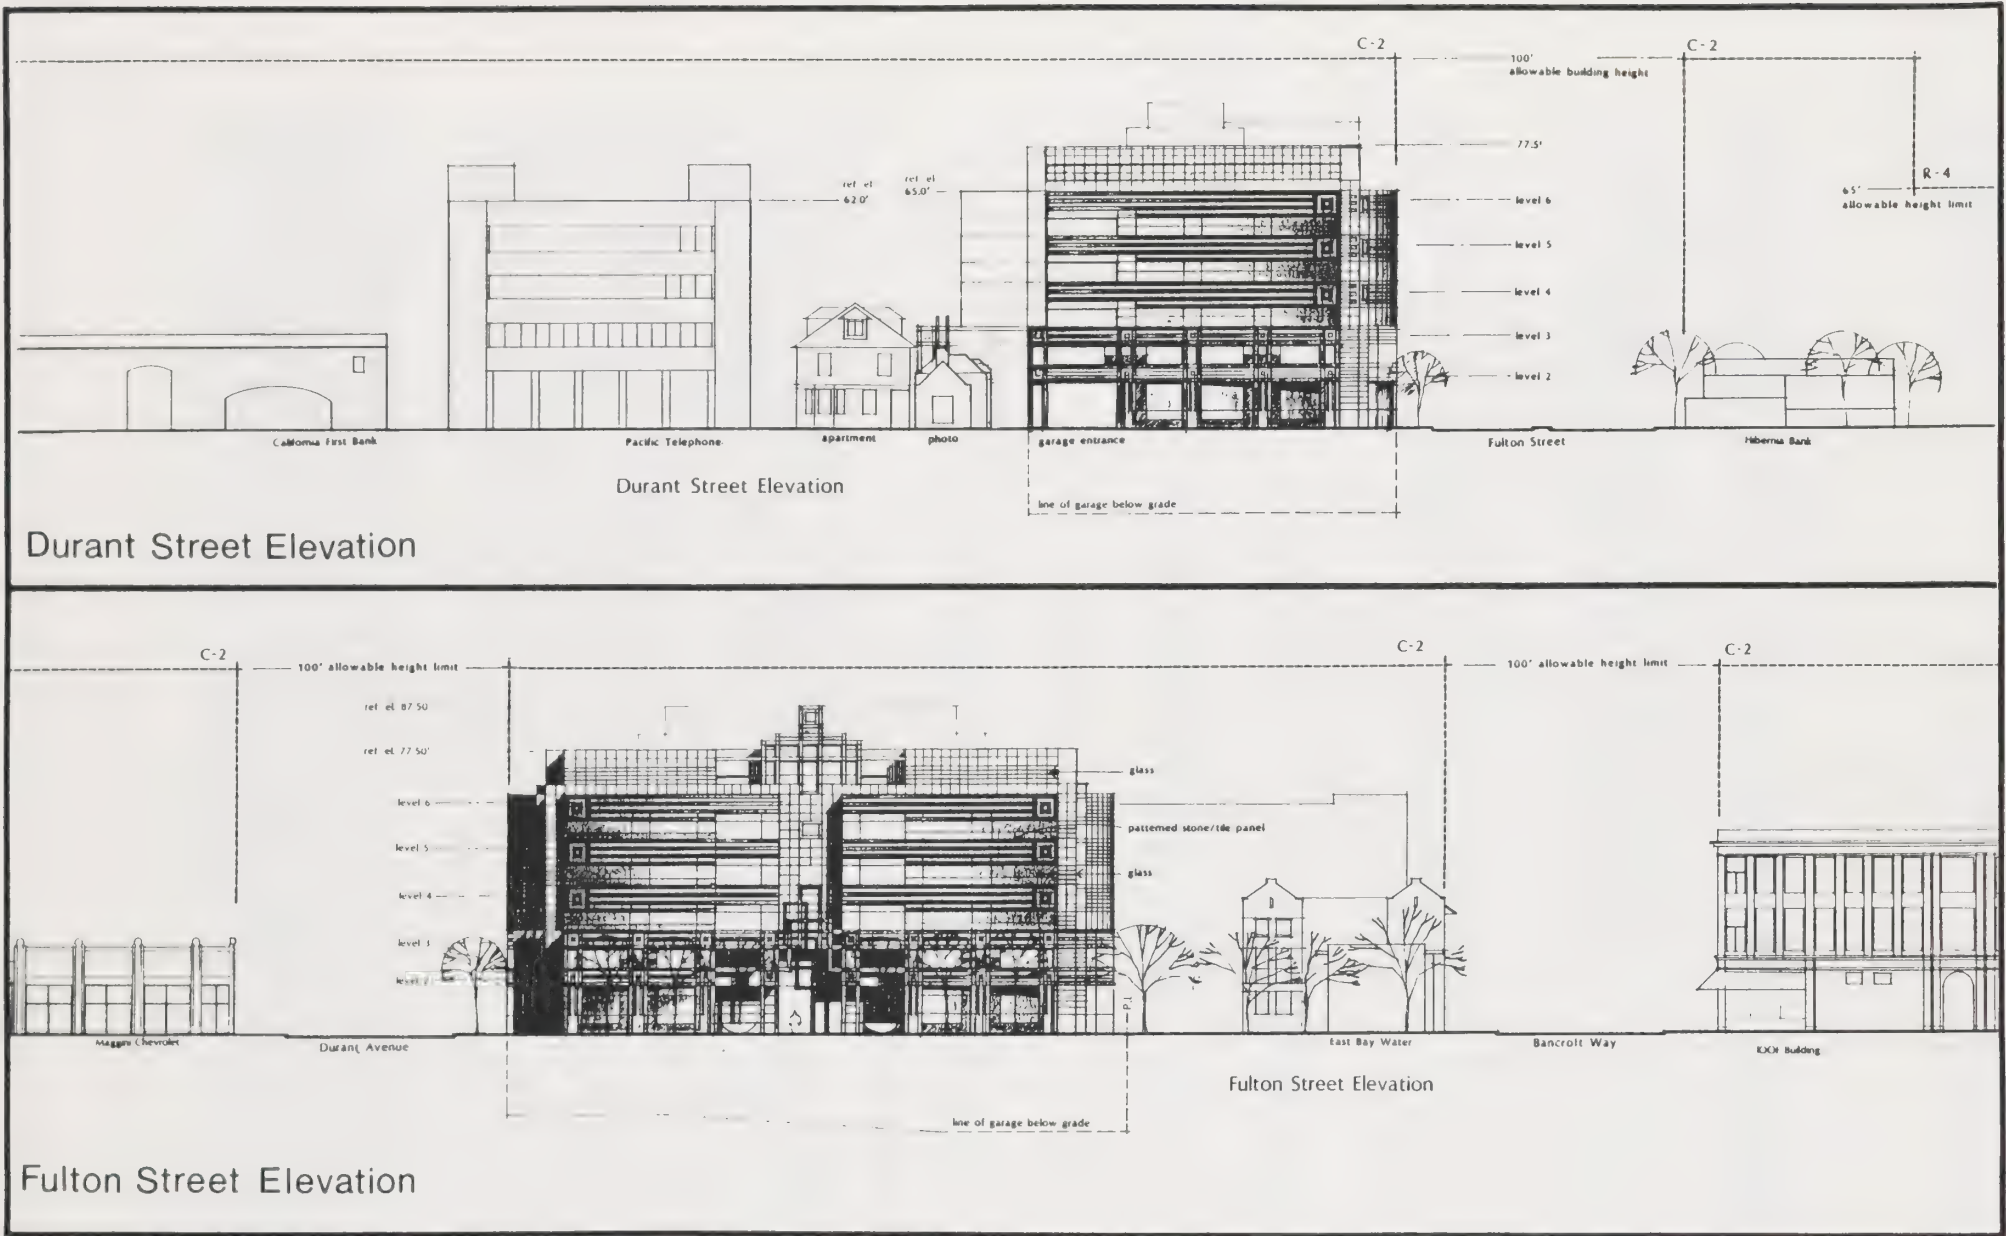 C-2
C-2
100'
allowable building height
77.5'
R-4
65'
allowable height limit
ref el
62.0'
ref el
65.0'
level 6
level 5
level 4
level 3
level 2
California First Bank
Pacific Telephone
apartment
photo
garage entrance
Fulton Street
Hibernia Bank
Durant Street Elevation
line of garage below grade
Durant Street Elevation
C-2
100' allowable height limit
C-2
100' allowable height limit
C-2
ref el 87.50
ref el 77.50'
glass
level 6
patterned stone/tile panel
level 5
glass
level 4
level 3
level 2
P.L.
Maggini Chevrolet
Durant Avenue
East Bay Water
Bancroft Way
IOOF Building
Fulton Street Elevation
line of garage below grade
Fulton Street Elevation